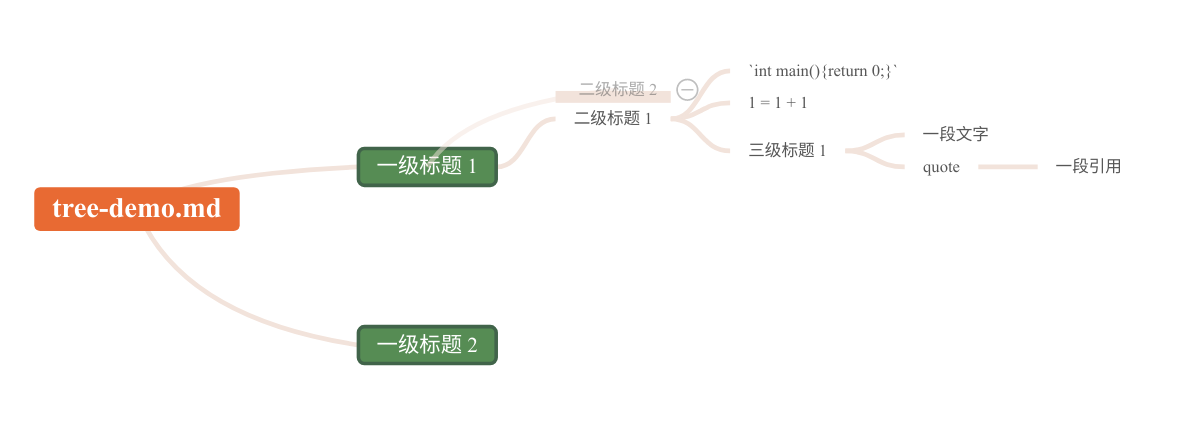 tree-demo.md
一级标题 1
二级标题 2
二级标题 1
`int main(){return 0;}`
1 = 1 + 1
三级标题 1
一段文字
quote
一段引用
一级标题 2